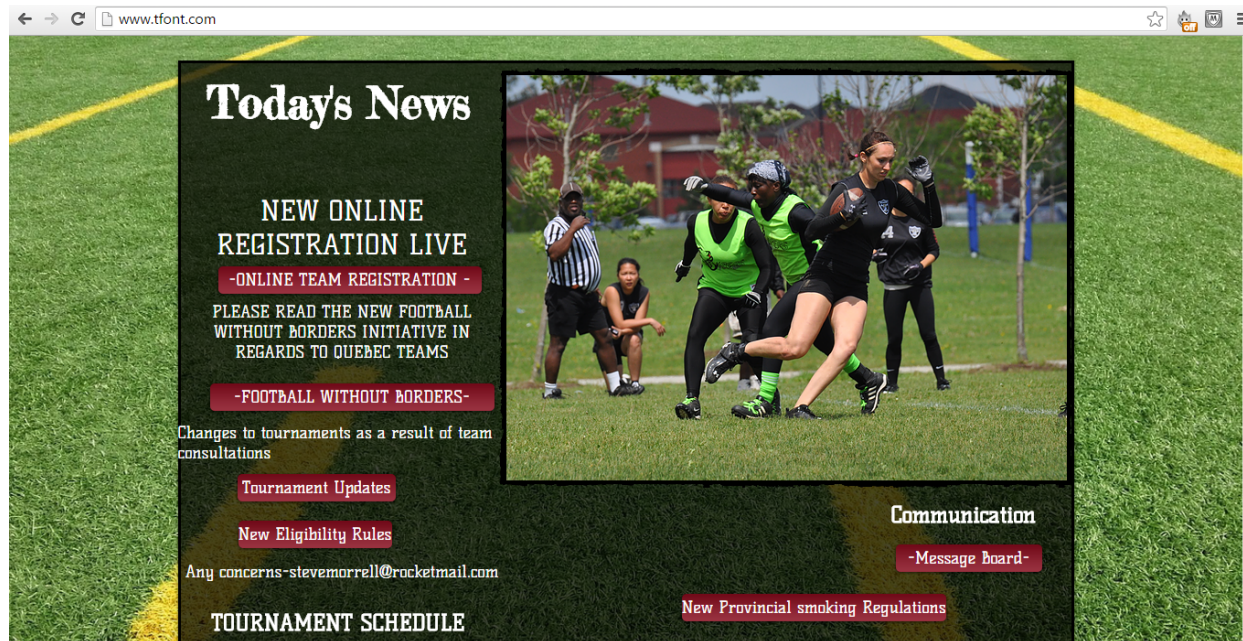 www.tfont.com
off
Today's News
NEW ONLINE
REGISTRATION LIVE
-ONLINE TEAM REGISTRATION -
PLEASE READ THE NEW FOOTBALL
WITHOUT BORDERS INITIATIVE IN
REGARDS TO QUEBEC TEAMS
-FOOTBALL WITHOUT BORDERS-
Changes to tournaments as a result of team
consultations
Tournament Updates
New Eligibility Rules
Any concerns-stevemorrell@rocketmail.com
TOURNAMENT SCHEDULE
Communication
-Message Board-
New Provincial smoking Regulations